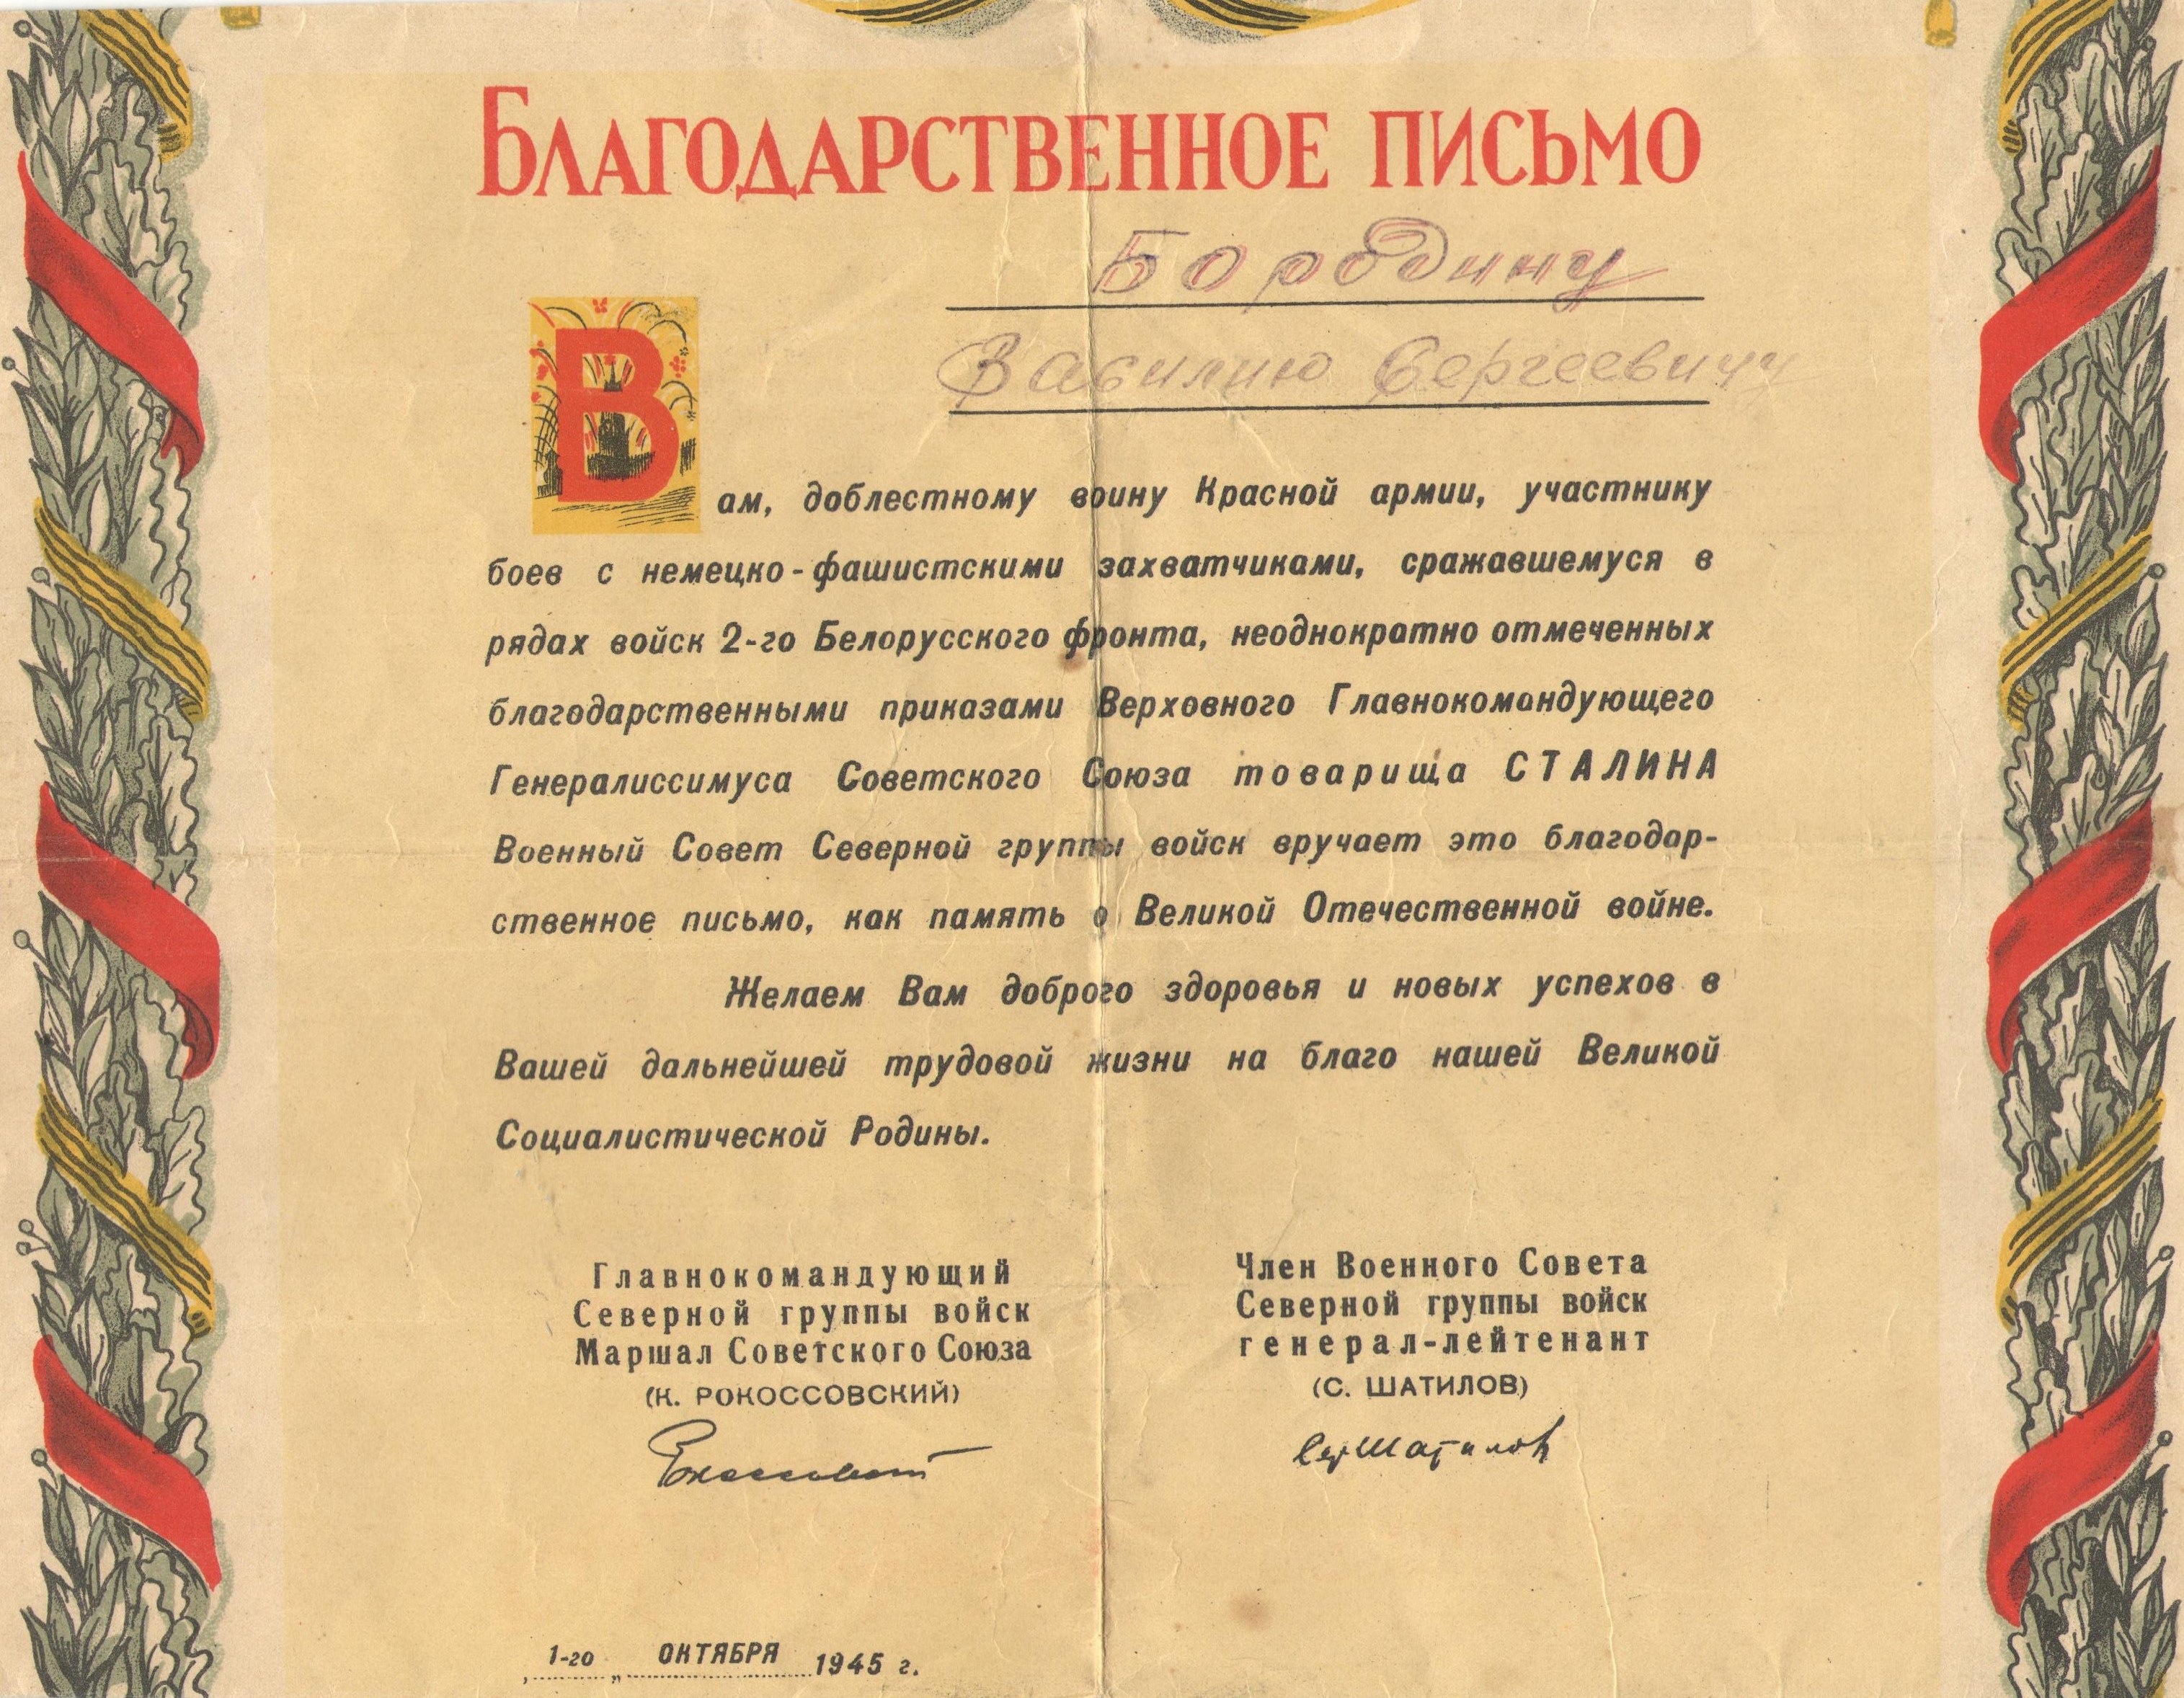 БЛАГОДАРСТВЕННОЕ ПИСЬМО
Бородину
Василию Сергеевичу
Вам, доблестному воину Красной армии, участнику
боев с немецко-фашистскими захватчиками, сражавшемуся в
рядах войск 2-го Белорусского фронта, неоднократно отмеченных
благодарственными приказами Верховного Главнокомандующего
Генералиссимуса Советского Союза товарища СТАЛИНА
Военный Совет Северной группы войск вручает это благодар-
ственное письмо, как память о Великой Отечественной войне.
Желаем Вам доброго здоровья и новых успехов в
Вашей дальнейшей трудовой жизни на благо нашей Великой
Социалистической Родины.
Главнокомандующий
Северной группы войск
Маршал Советского Союза
(К. РОКОССОВСКИЙ)
Рокоссовский
Член Военного Совета
Северной группы войск
генерал-лейтенант
(С. ШАТИЛОВ)
Сер Шатилов
„1-го„ ОКТЯБРЯ 1945 г.